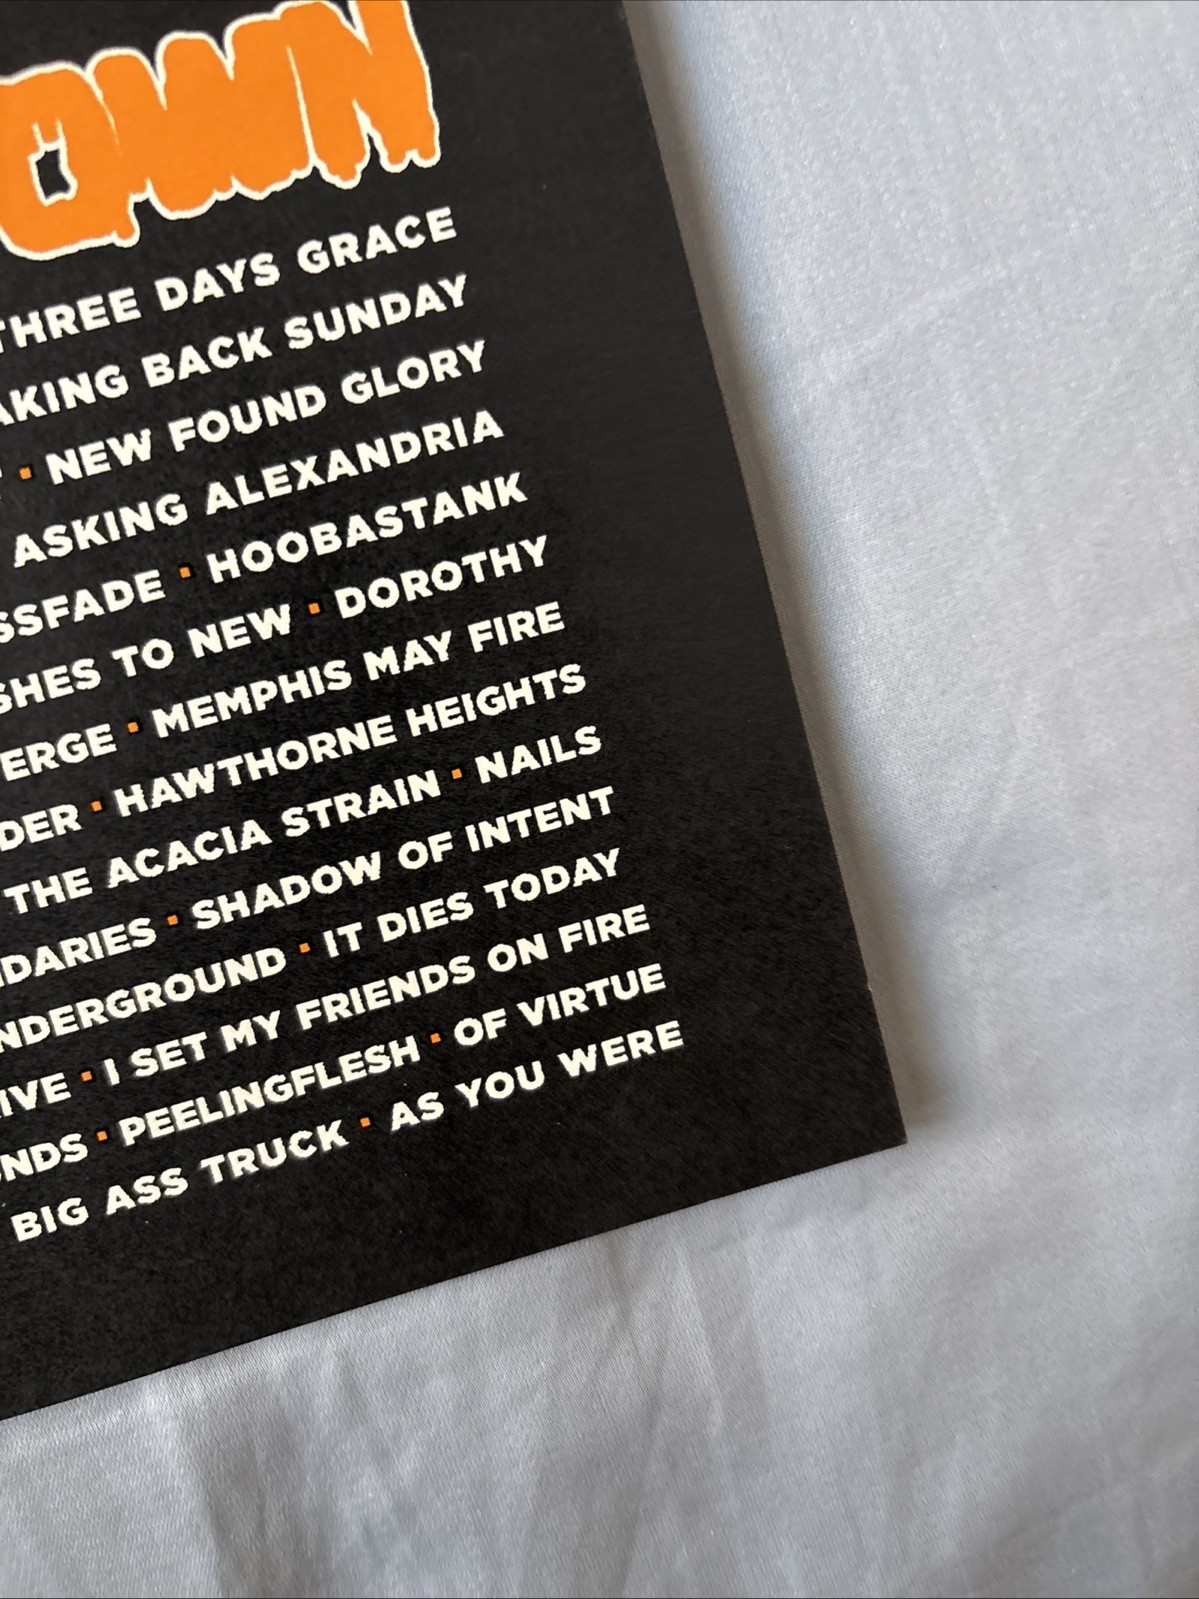 OWN
THREE DAYS GRACE
AKING BACK SUNDAY
• NEW FOUND GLORY
ASKING ALEXANDRIA
SSFADE • HOOBASTANK
SHES TO NEW • DOROTHY
ERGE • MEMPHIS MAY FIRE
DER • HAWTHORNE HEIGHTS
THE ACACIA STRAIN • NAILS
NDARIES • SHADOW OF INTENT
NDERGROUND • IT DIES TODAY
IVE • I SET MY FRIENDS ON FIRE
NDS • PEELINGFLESH • OF VIRTUE
BIG ASS TRUCK • AS YOU WERE